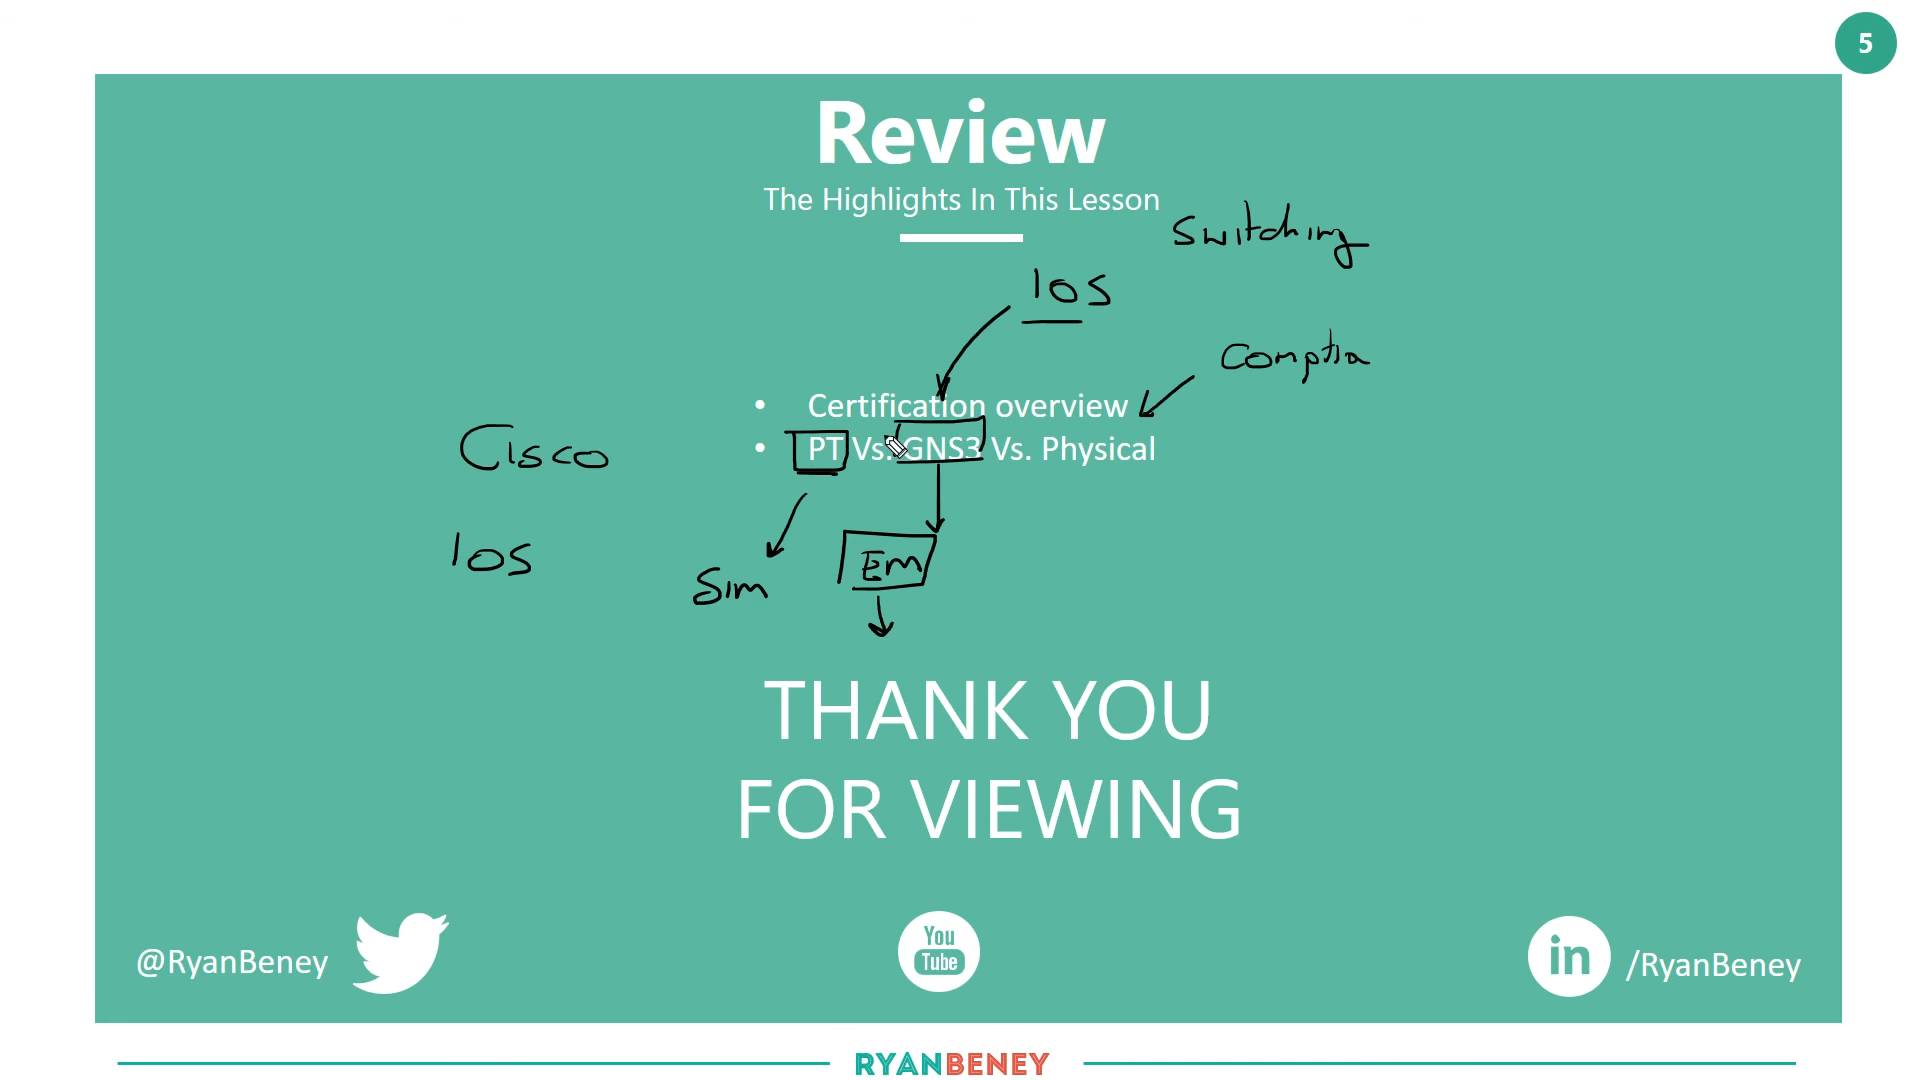 5
Review
The Highlights In This Lesson
Switching
IOS
Comptia
• Certification overview
• PT Vs. GNS3 Vs. Physical
Cisco
IOS
Sim
Em
THANK YOU
FOR VIEWING
@RyanBeney
You
Tube
in
/RyanBeney
RYANBENEY